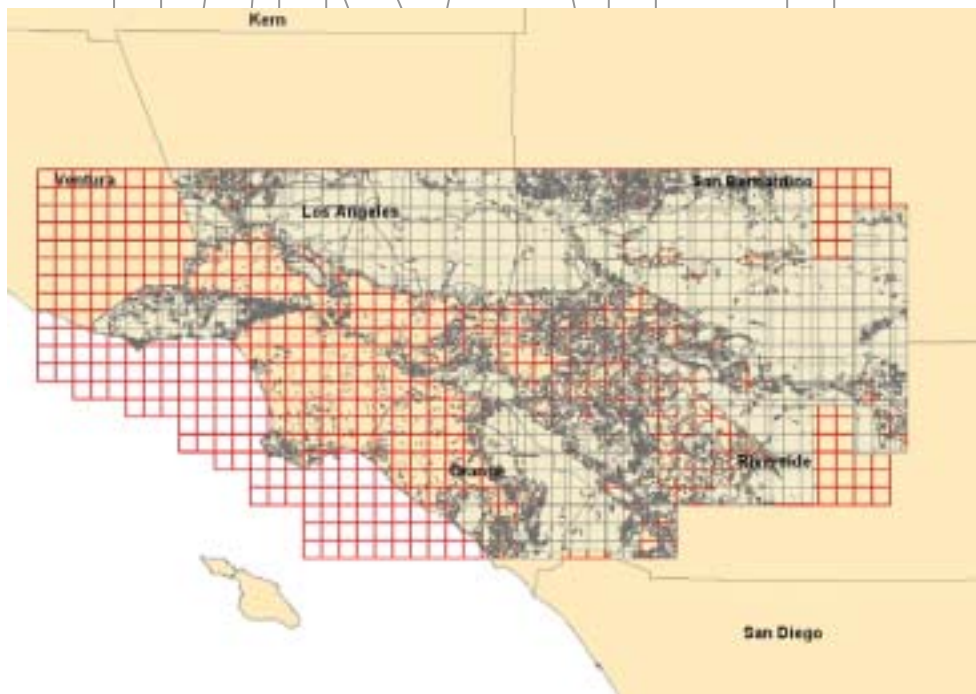 Kern
Ventura
San Bernardino
Los Angeles
Riverside
Orange
San Diego